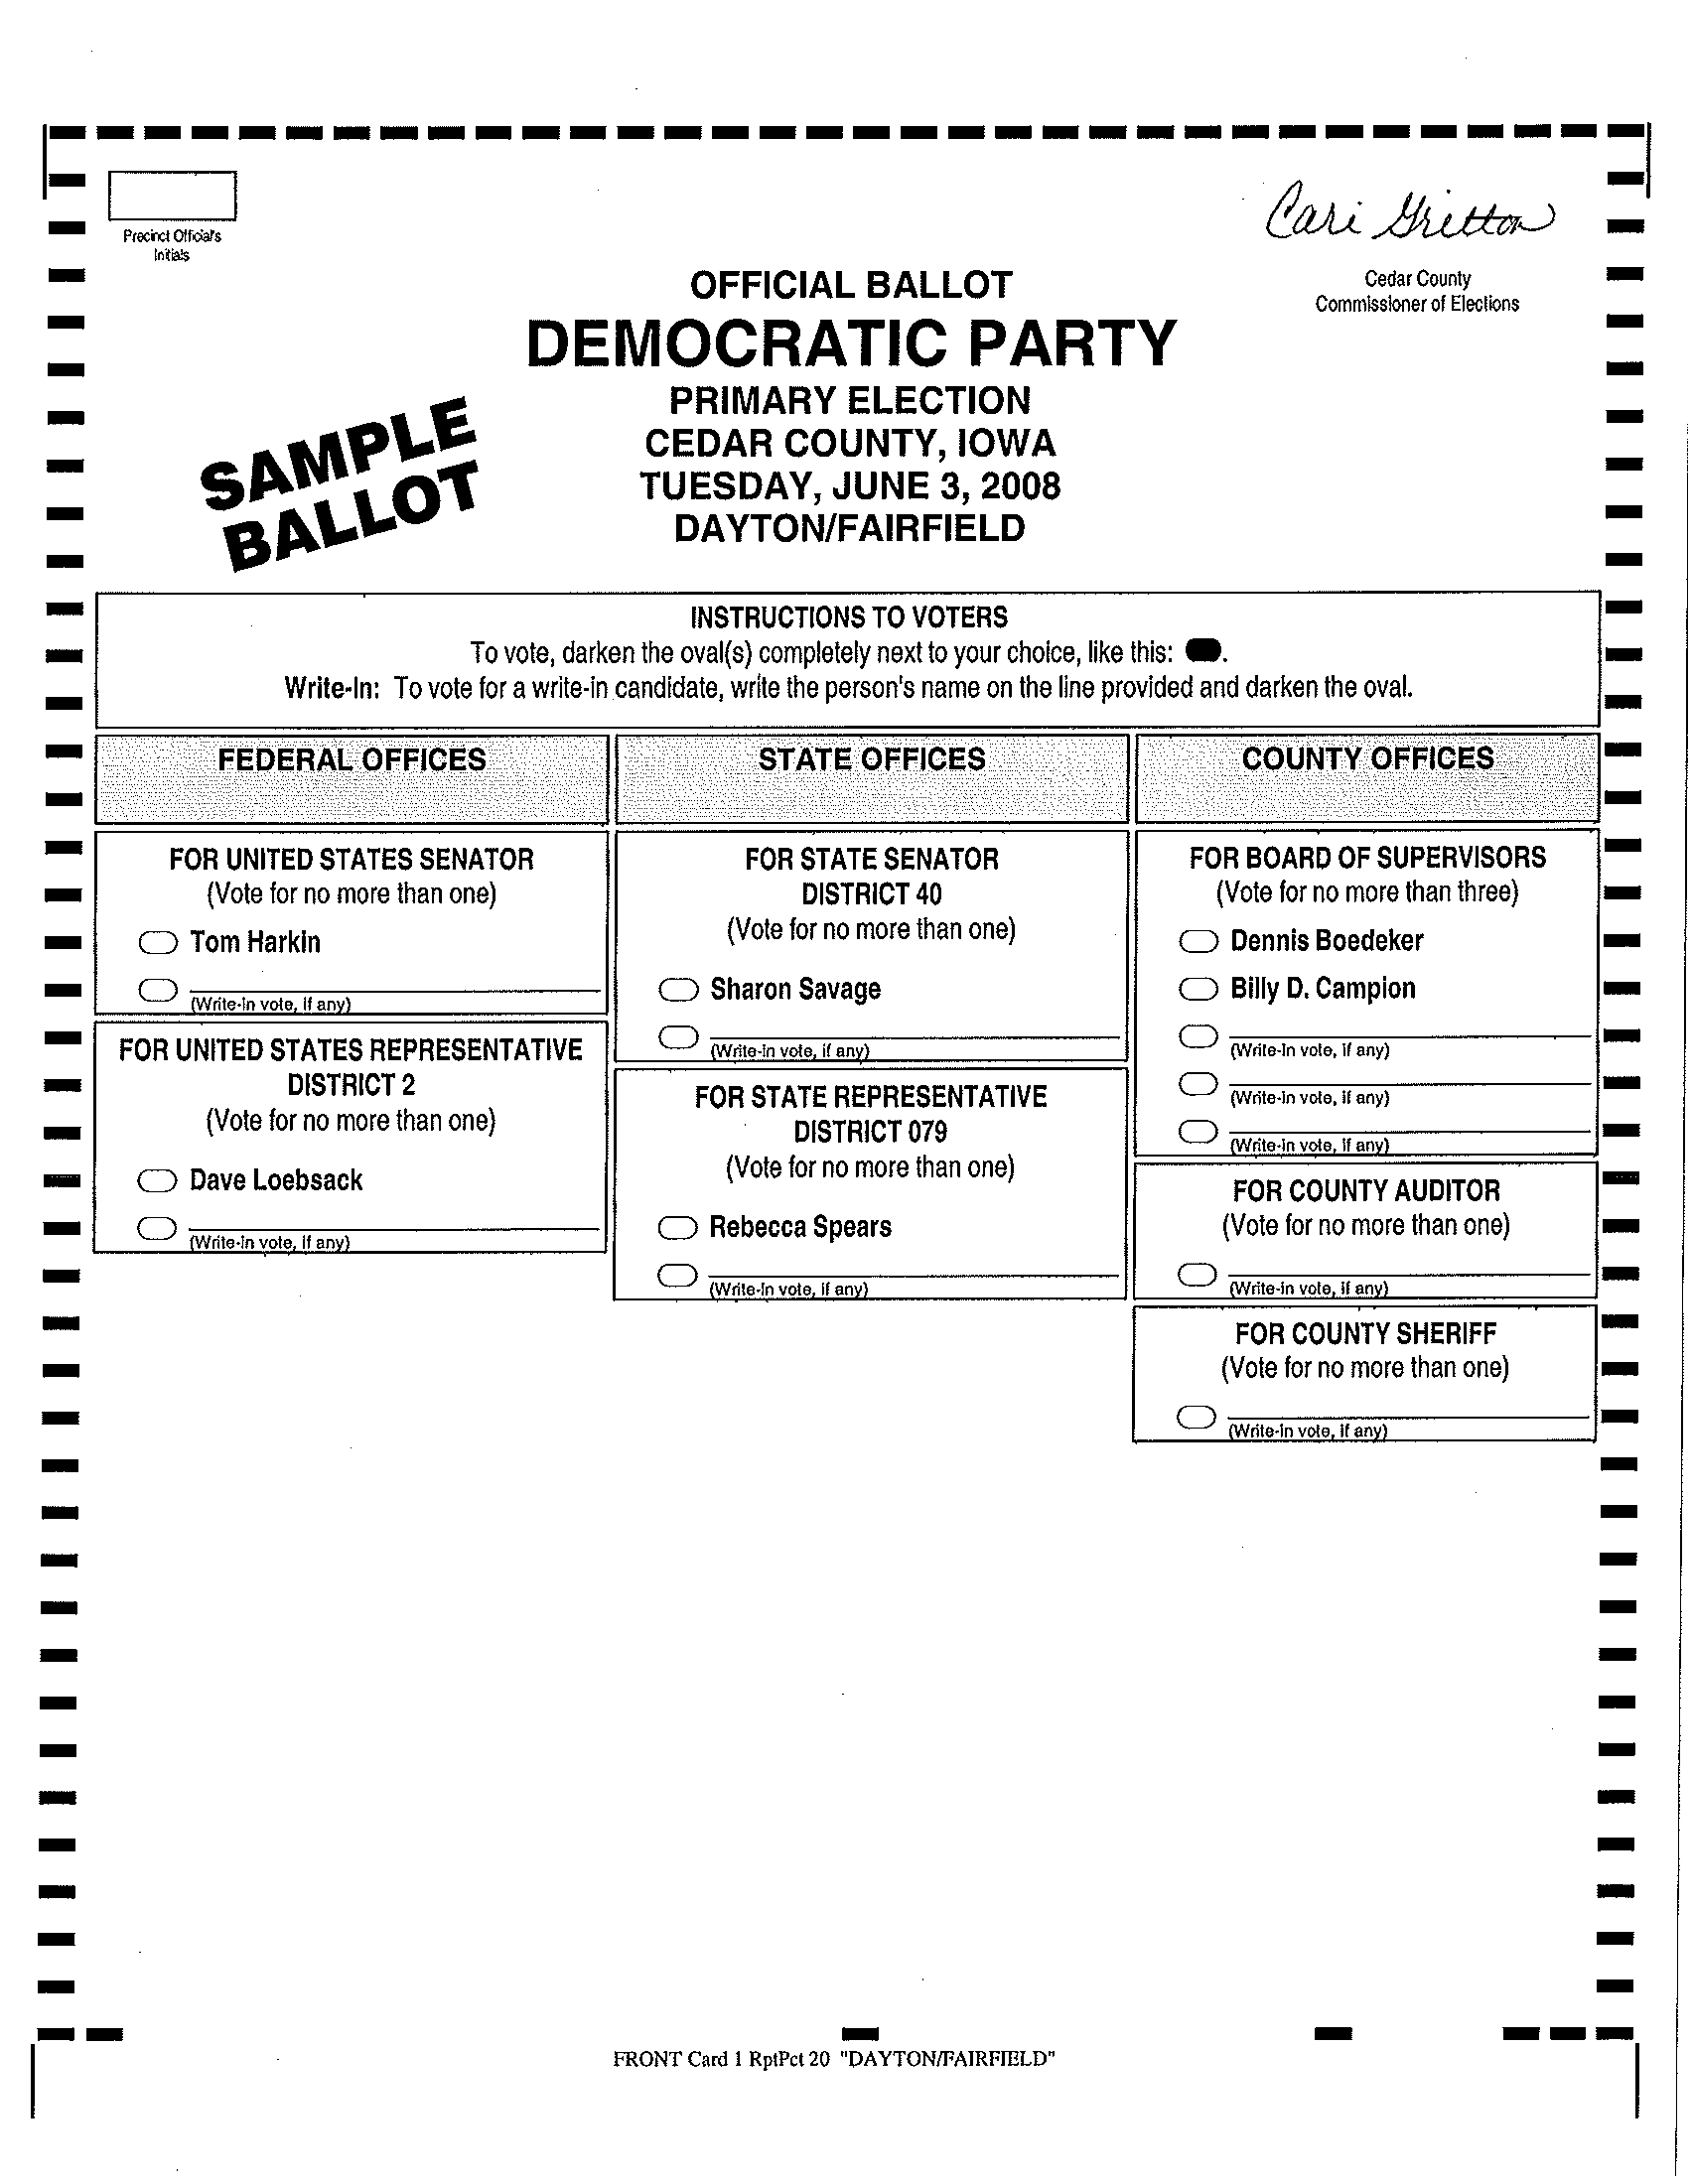 Precinct Official's
Initials
Cari Gritton
Cedar County
Commissioner of Elections
OFFICIAL BALLOT
DEMOCRATIC PARTY
PRIMARY ELECTION
CEDAR COUNTY, IOWA
TUESDAY, JUNE 3, 2008
DAYTON/FAIRFIELD
SAMPLE
BALLOT
INSTRUCTIONS TO VOTERS
To vote, darken the oval(s) completely next to your choice, like this: .
Write-In: To vote for a write-in candidate, write the person's name on the line provided and darken the oval.
FEDERAL OFFICES
FOR UNITED STATES SENATOR
(Vote for no more than one)
Tom Harkin
(Write-In vote, if any)
FOR UNITED STATES REPRESENTATIVE
DISTRICT 2
(Vote for no more than one)
Dave Loebsack
(Write-In vote, if any)
STATE OFFICES
FOR STATE SENATOR
DISTRICT 40
(Vote for no more than one)
Sharon Savage
(Write-In vote, if any)
FOR STATE REPRESENTATIVE
DISTRICT 079
(Vote for no more than one)
Rebecca Spears
(Write-In vote, if any)
COUNTY OFFICES
FOR BOARD OF SUPERVISORS
(Vote for no more than three)
Dennis Boedeker
Billy D. Campion
(Write-In vote, if any)
(Write-In vote, if any)
(Write-In vote, if any)
FOR COUNTY AUDITOR
(Vote for no more than one)
(Write-In vote, if any)
FOR COUNTY SHERIFF
(Vote for no more than one)
(Write-In vote, if any)
FRONT Card 1 RptPct 20 "DAYTON/FAIRFIELD"